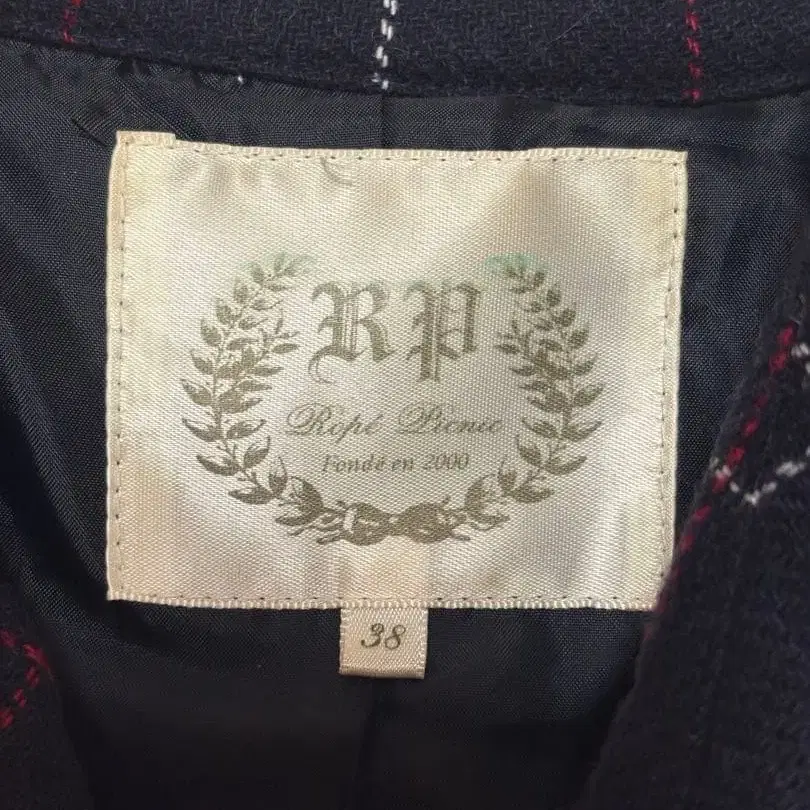 RP
Ropé Picnic
Fondé en 2000
38